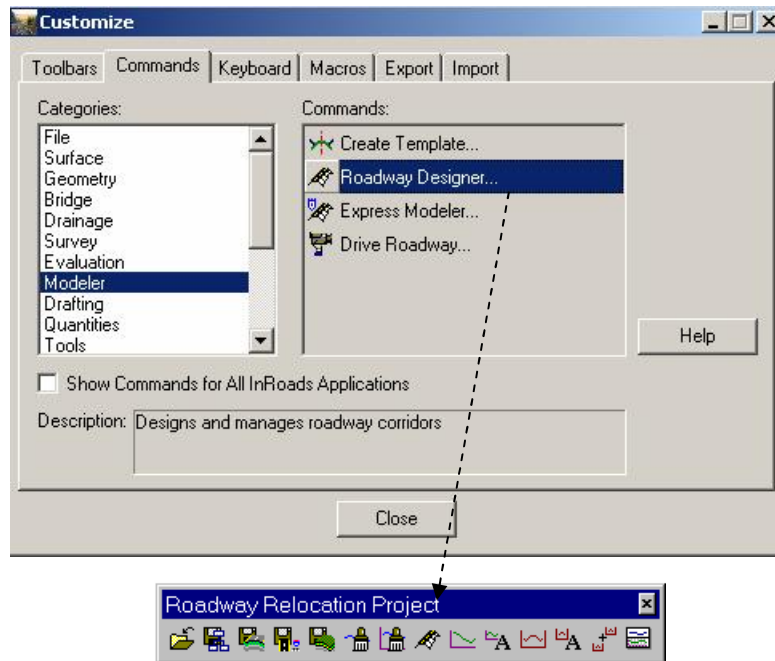 Customize
Toolbars Commands Keyboard Macros Export Import
Categories:
File
Surface
Geometry
Bridge
Drainage
Survey
Evaluation
Modeler
Drafting
Quantities
Tools
Commands:
Create Template...
Roadway Designer...
Express Modeler...
Drive Roadway...
Help
Show Commands for All InRoads Applications
Description: Designs and manages roadway corridors
Close
Roadway Relocation Project